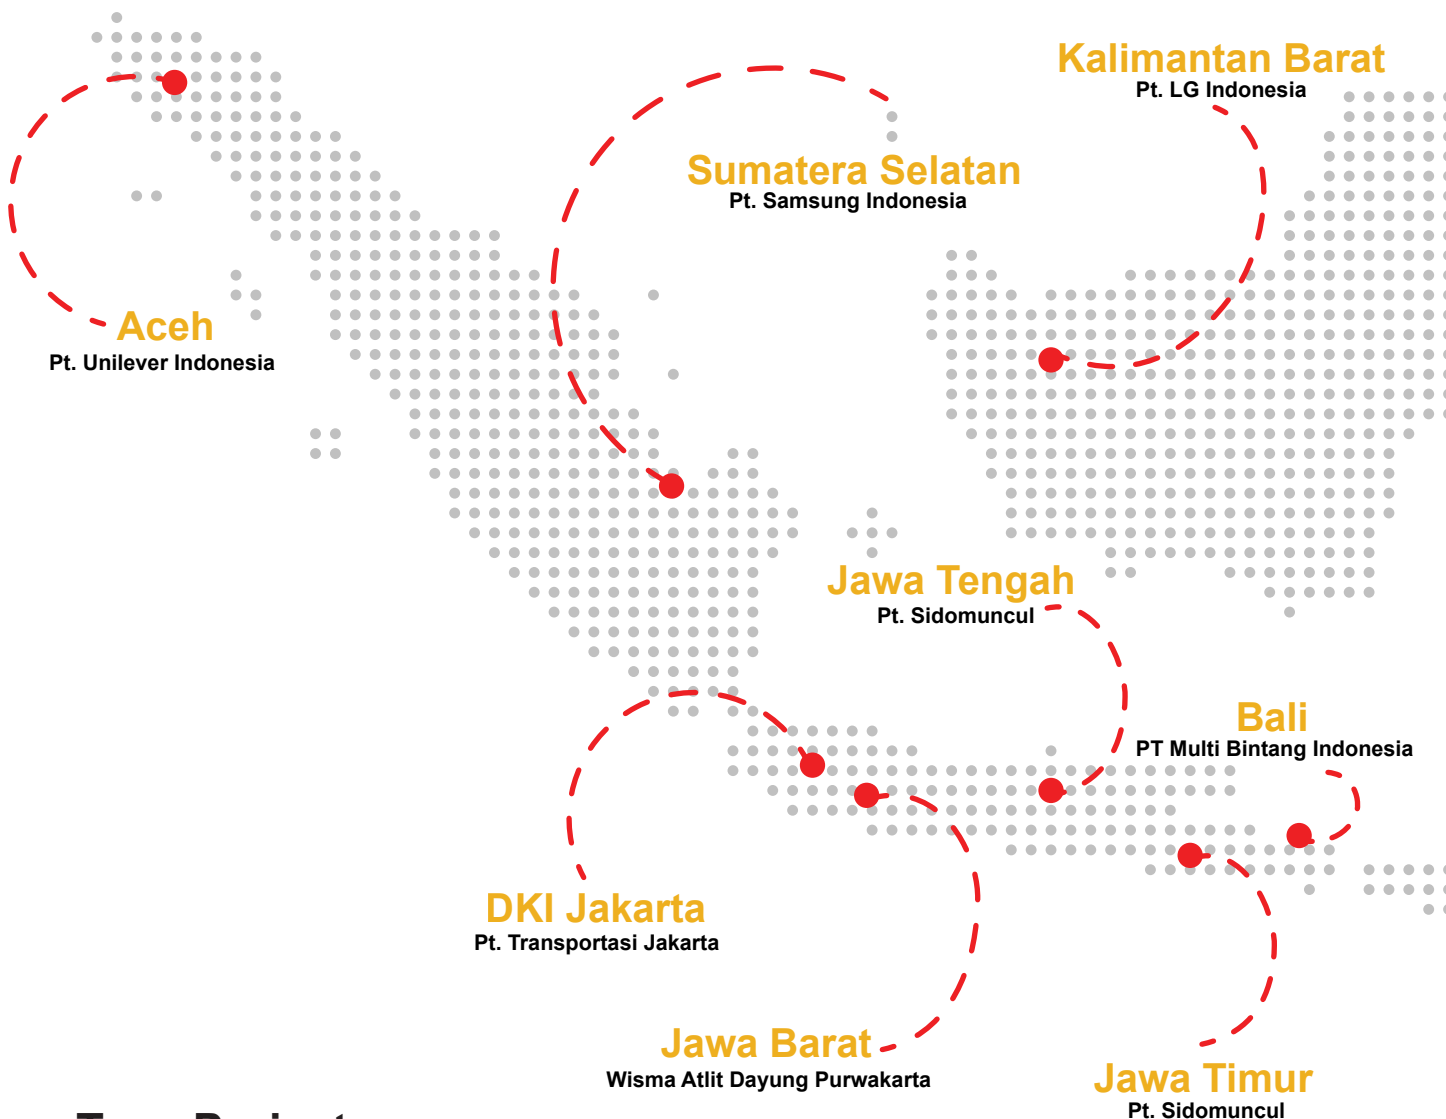 Kalimantan Barat
Pt. LG Indonesia
Sumatera Selatan
Pt. Samsung Indonesia
Aceh
Pt. Unilever Indonesia
Jawa Tengah
Pt. Sidomuncul
Bali
PT Multi Bintang Indonesia
DKI Jakarta
Pt. Transportasi Jakarta
Jawa Barat
Wisma Atlit Dayung Purwakarta
Jawa Timur
Pt. Sidomuncul